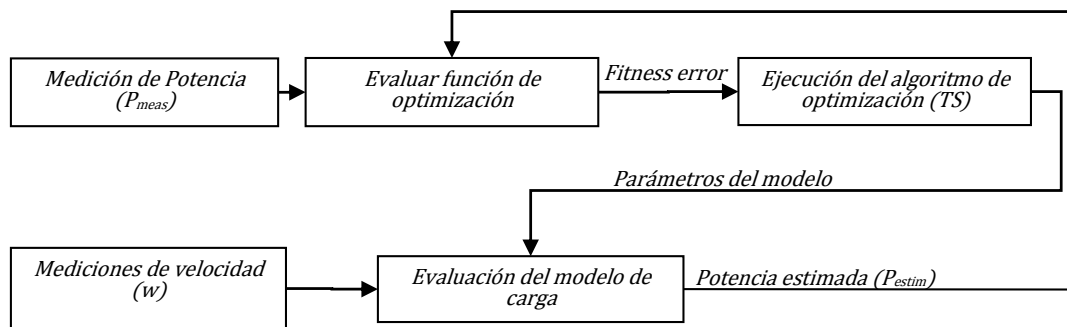 Medición de Potencia
(Pmeas)
Evaluar función de
optimización
Fitness error
Ejecución del algoritmo de
optimización (TS)
Parámetros del modelo
Mediciones de velocidad
(w)
Evaluación del modelo de
carga
Potencia estimada (Pestim)